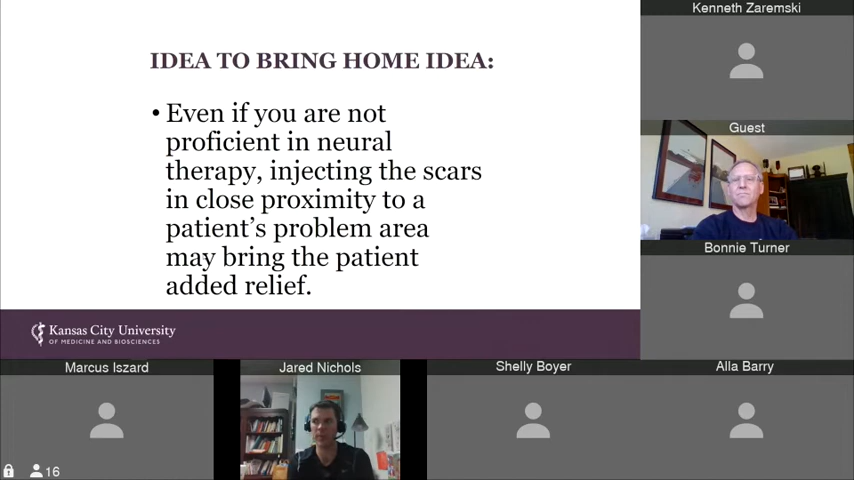 Kenneth Zaremski
IDEA TO BRING HOME IDEA:
• Even if you are not
proficient in neural
therapy, injecting the scars
in close proximity to a
patient’s problem area
may bring the patient
added relief.
Guest
Bonnie Turner
Kansas City University
OF MEDICINE AND BIOSCIENCES
Marcus Iszard
Jared Nichols
Shelly Boyer
Alla Barry
16